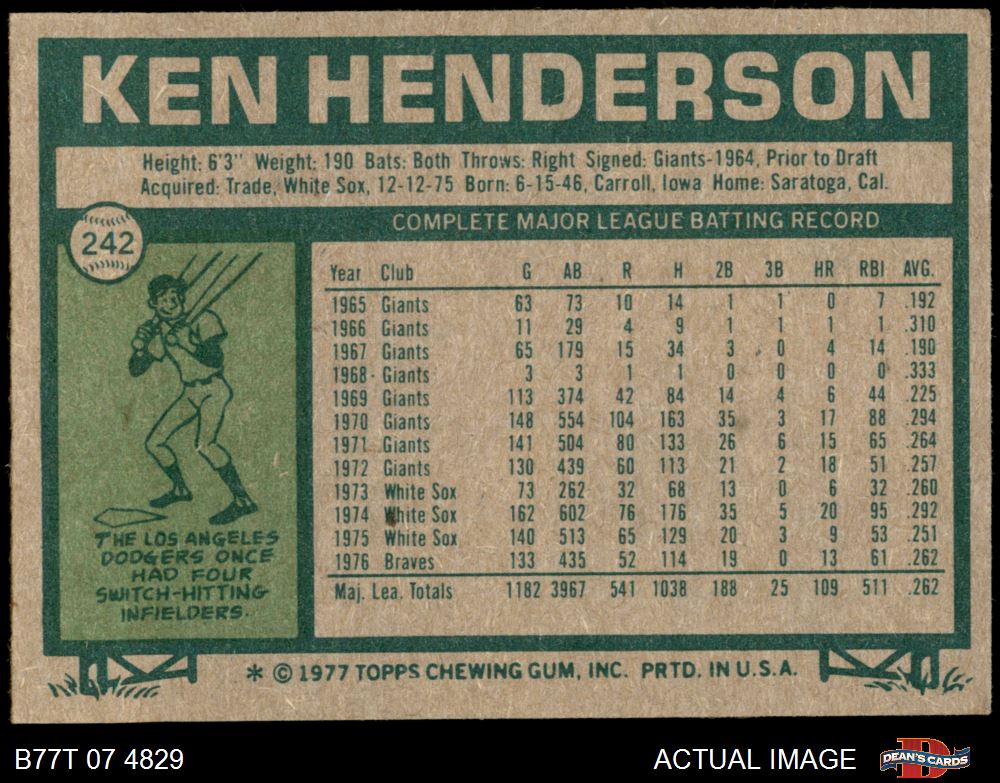 KEN HENDERSON
Height: 6'3" Weight: 190 Bats: Both Throws: Right Signed: Giants-1964, Prior to Draft
Acquired: Trade, White Sox, 12-12-75 Born: 6-15-46, Carroll, Iowa Home: Saratoga, Cal.
242
COMPLETE MAJOR LEAGUE BATTING RECORD
Year Club G AB R H 2B 3B HR RBI AVG.
1965 Giants 63 73 10 14 1 1 0 7 .192
1966 Giants 11 29 4 9 1 1 1 1 .310
1967 Giants 65 179 15 34 3 0 4 14 .190
1968 Giants 3 3 1 1 0 0 0 0 .333
1969 Giants 113 374 42 84 14 4 6 44 .225
1970 Giants 148 554 104 163 35 3 17 88 .294
1971 Giants 141 504 80 133 26 6 15 65 .264
1972 Giants 130 439 60 113 21 2 18 51 .257
1973 White Sox 73 262 32 68 13 0 6 32 .260
1974 White Sox 162 602 76 176 35 5 20 95 .292
1975 White Sox 140 513 65 129 20 3 9 53 .251
1976 Braves 133 435 52 114 19 0 13 61 .262
Maj. Lea. Totals 1182 3967 541 1038 188 25 109 511 .262
THE LOS ANGELES
DODGERS ONCE
HAD FOUR
SWITCH-HITTING
INFIELDERS.
* © 1977 TOPPS CHEWING GUM, INC. PRTD. IN U.S.A.
B77T 07 4829
ACTUAL IMAGE
D
DEAN'S CARDS